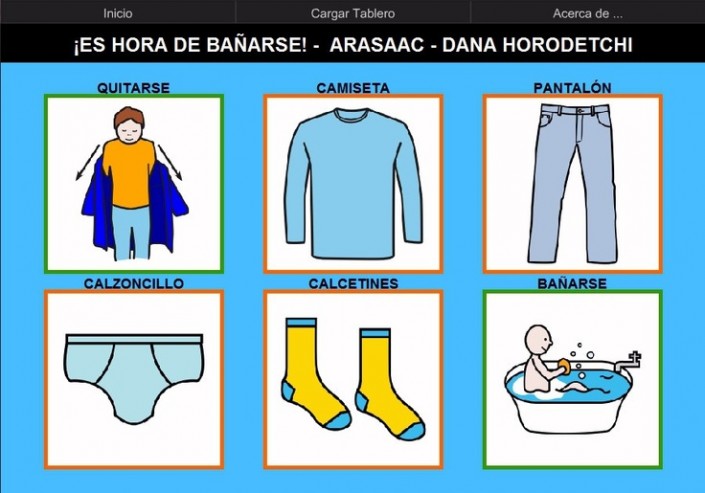 Inicio
Cargar Tablero
Acerca de ...
¡ES HORA DE BAÑARSE! - ARASAAC - DANA HORODETCHI
QUITARSE
CAMISETA
PANTALÓN
CALZONCILLO
CALCETINES
BAÑARSE